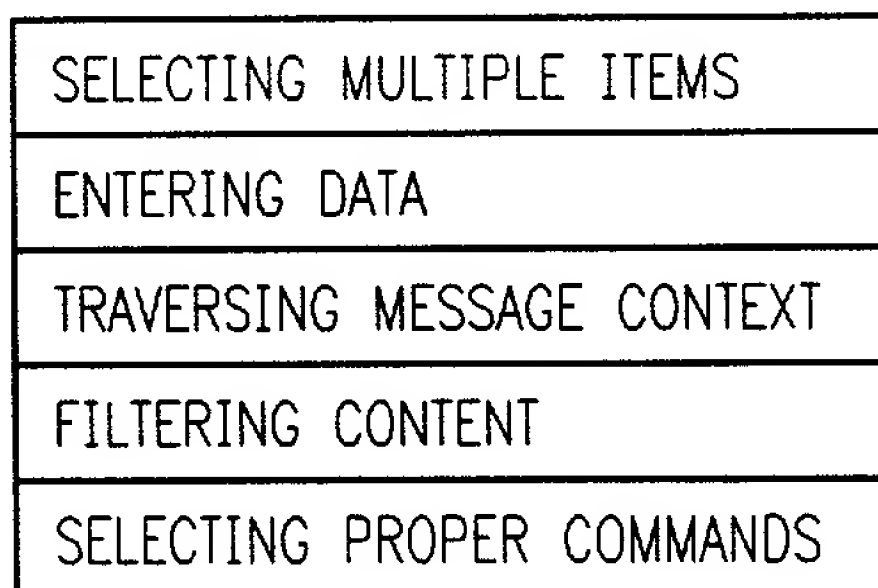 SELECTING MULTIPLE ITEMS
ENTERING DATA
TRAVERSING MESSAGE CONTEXT
FILTERING CONTENT
SELECTING PROPER COMMANDS